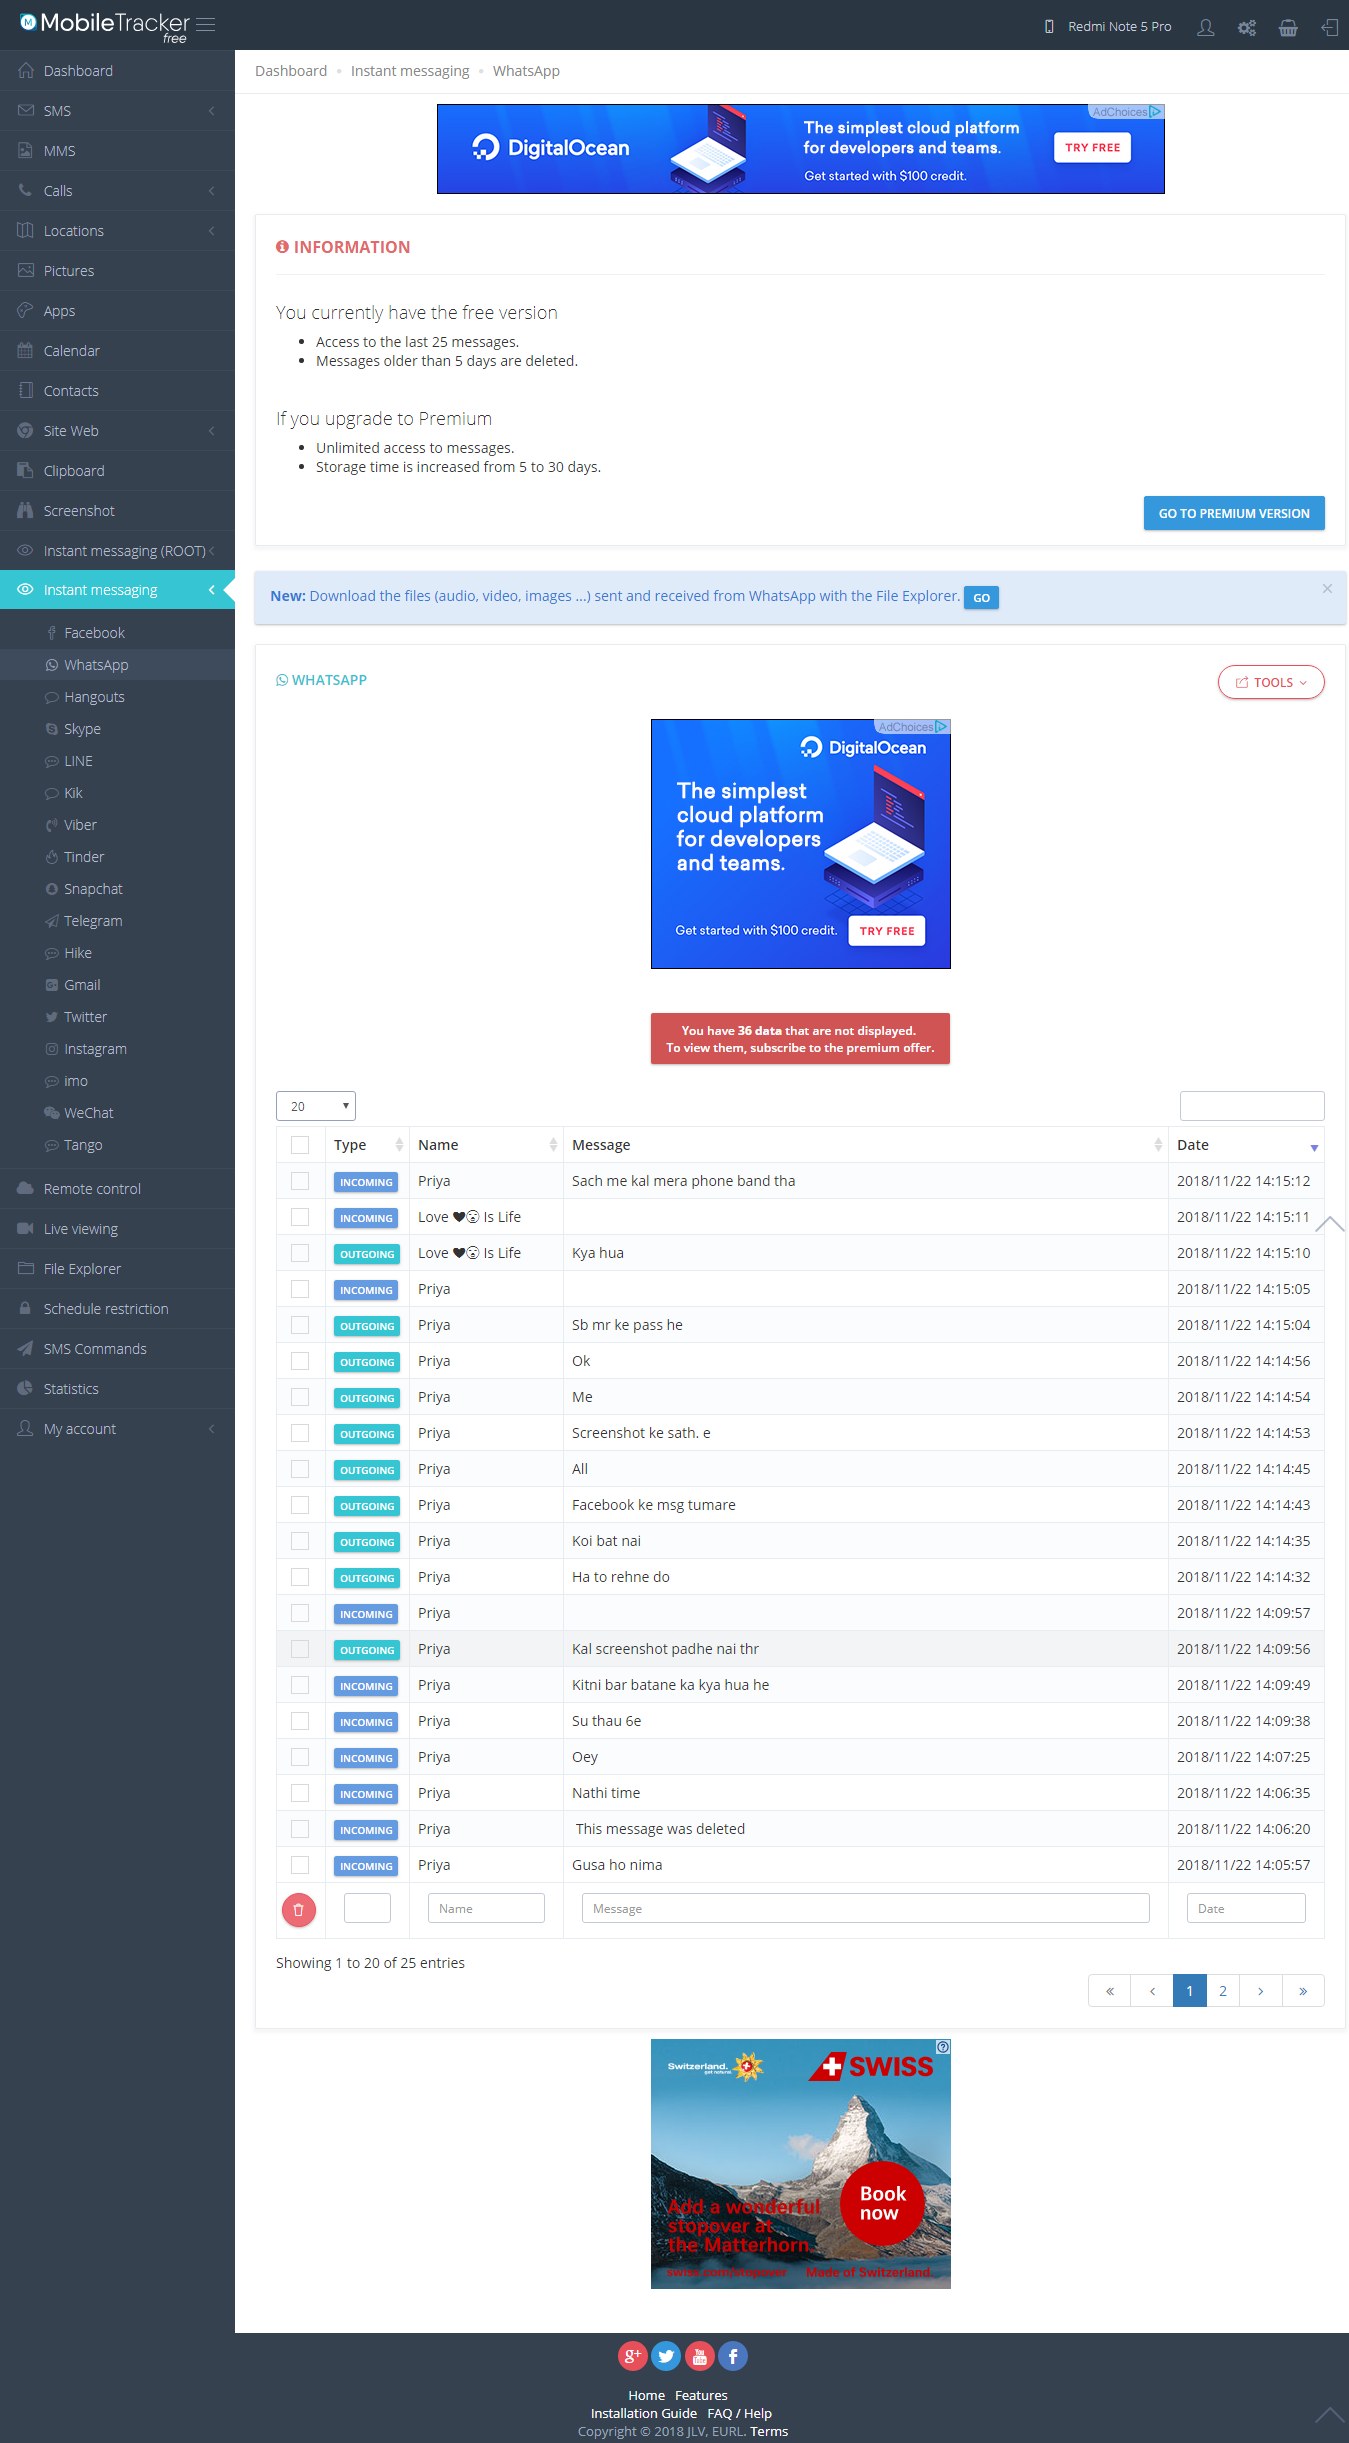 MobileTracker
free
Redmi Note 5 Pro
Dashboard
SMS
MMS
Calls
Locations
Pictures
Apps
Calendar
Contacts
Site Web
Clipboard
Screenshot
Instant messaging (ROOT)
Instant messaging
Facebook
WhatsApp
Hangouts
Skype
LINE
Kik
Viber
Tinder
Snapchat
Telegram
Hike
Gmail
Twitter
Instagram
imo
WeChat
Tango
Remote control
Live viewing
File Explorer
Schedule restriction
SMS Commands
Statistics
My account
Dashboard • Instant messaging • WhatsApp
AdChoices
DigitalOcean
The simplest cloud platform
for developers and teams.
Get started with $100 credit.
TRY FREE
INFORMATION
You currently have the free version
• Access to the last 25 messages.
• Messages older than 5 days are deleted.
If you upgrade to Premium
• Unlimited access to messages.
• Storage time is increased from 5 to 30 days.
GO TO PREMIUM VERSION
New: Download the files (audio, video, images ...) sent and received from WhatsApp with the File Explorer. GO
×
WHATSAPP
TOOLS
AdChoices
DigitalOcean
The simplest
cloud platform
for developers
and teams.
Get started with $100 credit. TRY FREE
You have 36 data that are not displayed.
To view them, subscribe to the premium offer.
20
Type Name Message Date
INCOMING Priya Sach me kal mera phone band tha 2018/11/22 14:15:12
INCOMING Love Is Life 2018/11/22 14:15:11
OUTGOING Love Is Life Kya hua 2018/11/22 14:15:10
INCOMING Priya 2018/11/22 14:15:05
OUTGOING Priya Sb mr ke pass he 2018/11/22 14:15:04
OUTGOING Priya Ok 2018/11/22 14:14:56
OUTGOING Priya Me 2018/11/22 14:14:54
OUTGOING Priya Screenshot ke sath. e 2018/11/22 14:14:53
OUTGOING Priya All 2018/11/22 14:14:45
OUTGOING Priya Facebook ke msg tumare 2018/11/22 14:14:43
OUTGOING Priya Koi bat nai 2018/11/22 14:14:35
OUTGOING Priya Ha to rehne do 2018/11/22 14:14:32
INCOMING Priya 2018/11/22 14:09:57
OUTGOING Priya Kal screenshot padhe nai thr 2018/11/22 14:09:56
INCOMING Priya Kitni bar batane ka kya hua he 2018/11/22 14:09:49
INCOMING Priya Su thau 6e 2018/11/22 14:09:38
INCOMING Priya Oey 2018/11/22 14:07:25
INCOMING Priya Nathi time 2018/11/22 14:06:35
INCOMING Priya This message was deleted 2018/11/22 14:06:20
INCOMING Priya Gusa ho nima 2018/11/22 14:05:57
Name Message Date
Showing 1 to 20 of 25 entries
« ‹ 1 2 › »
Switzerland.
get natural.
SWISS
Add a wonderful
stopover at
the Matterhorn.
Book
now
swiss.com/stopover Made of Switzerland.
g+
You
Tube
f
Home Features
Installation Guide FAQ / Help
Copyright © 2018 JLV, EURL. Terms